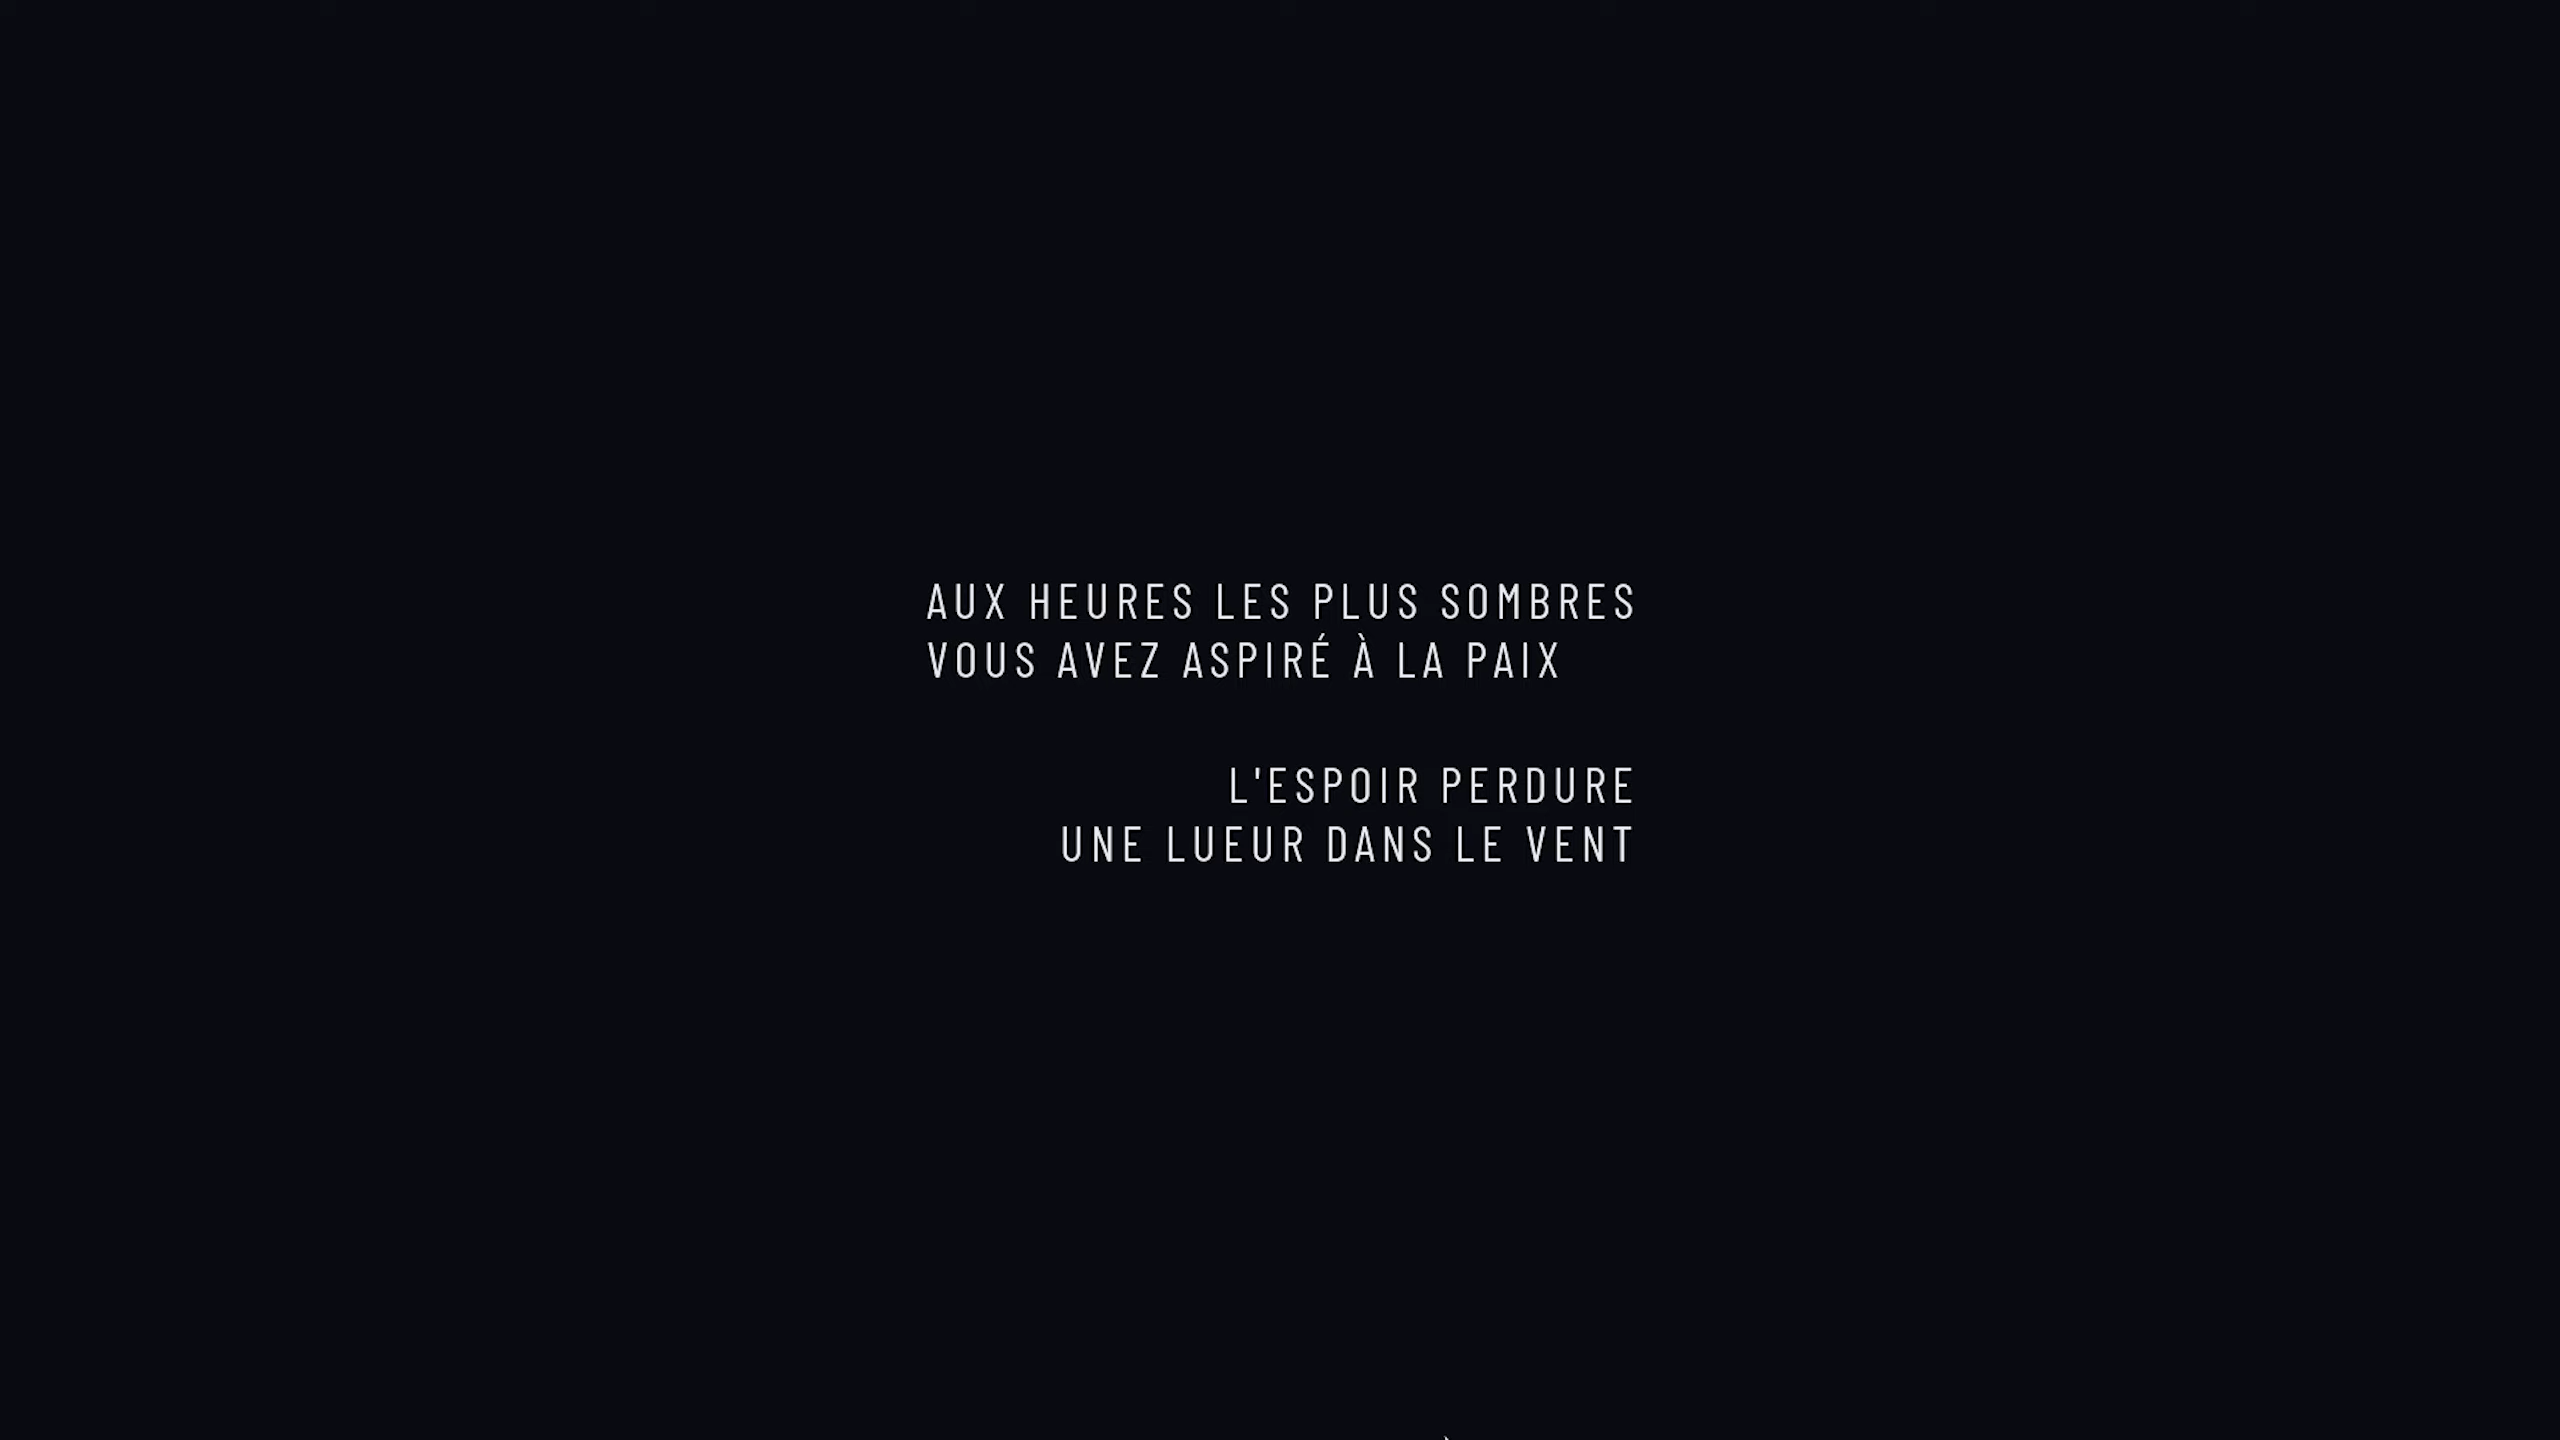 AUX HEURES LES PLUS SOMBRES
VOUS AVEZ ASPIRÉ À LA PAIX
L'ESPOIR PERDURE
UNE LUEUR DANS LE VENT